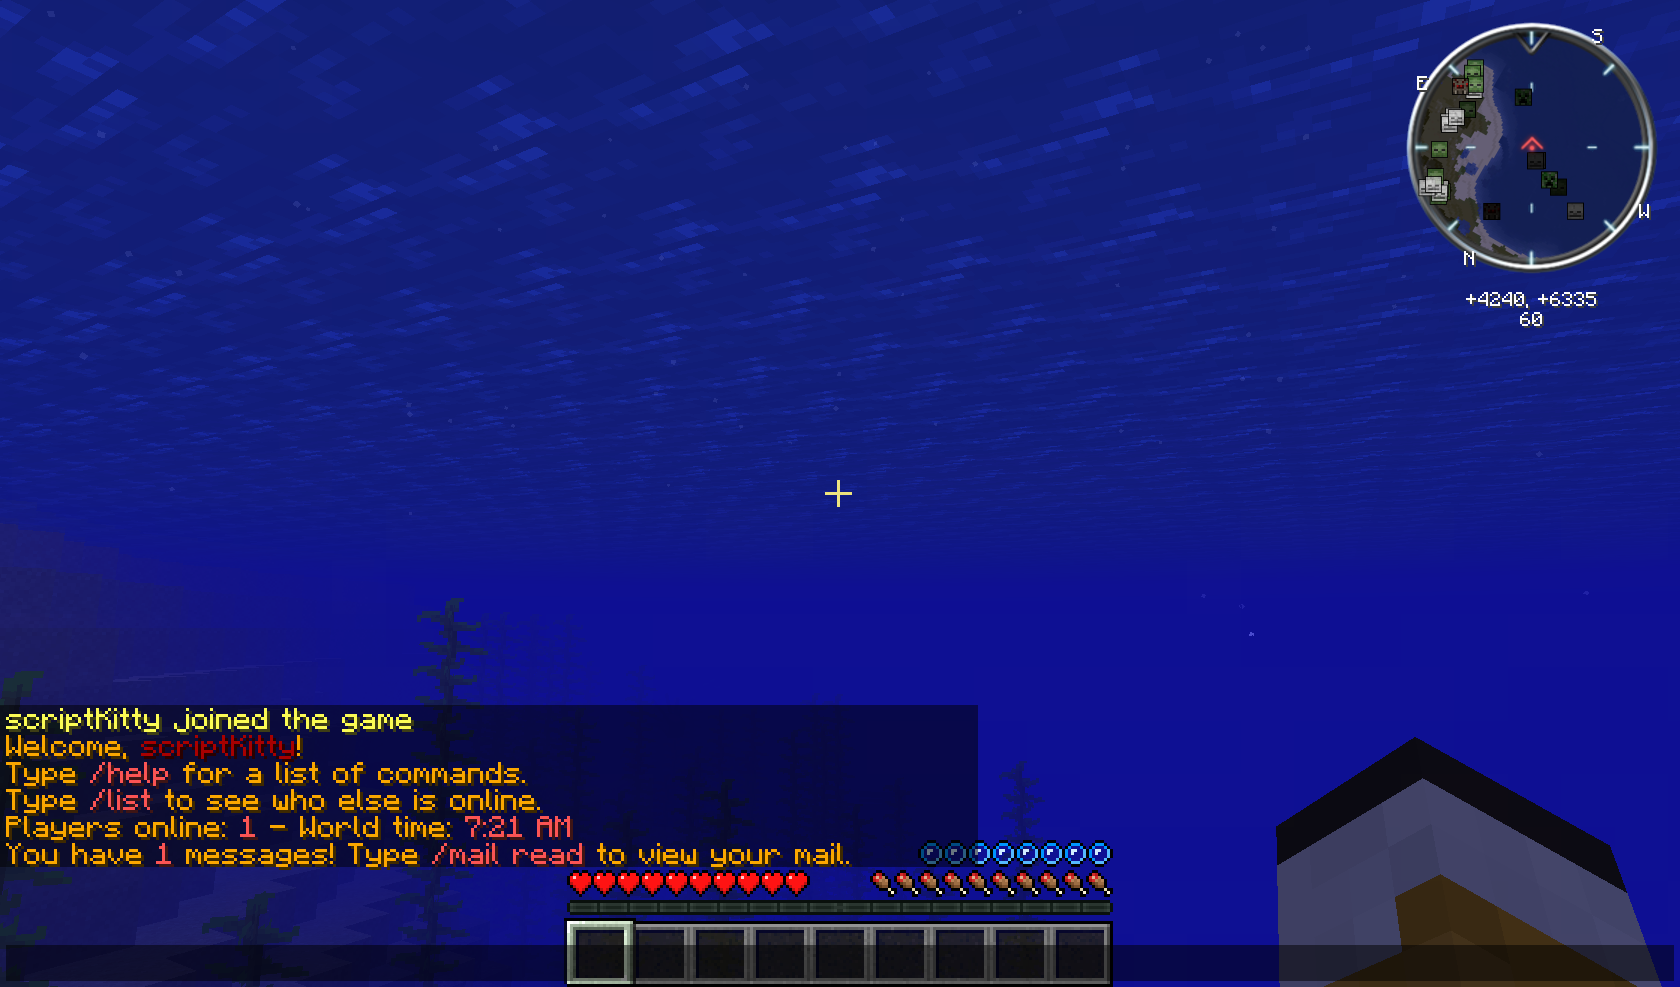 S
E
W
N
+4240, +6335
60
scriptKitty joined the game
Welcome, scriptKitty!
Type /help for a list of commands.
Type /list to see who else is online.
Players online: 1 - World time: 7:21 AM
You have 1 messages! Type /mail read to view your mail.